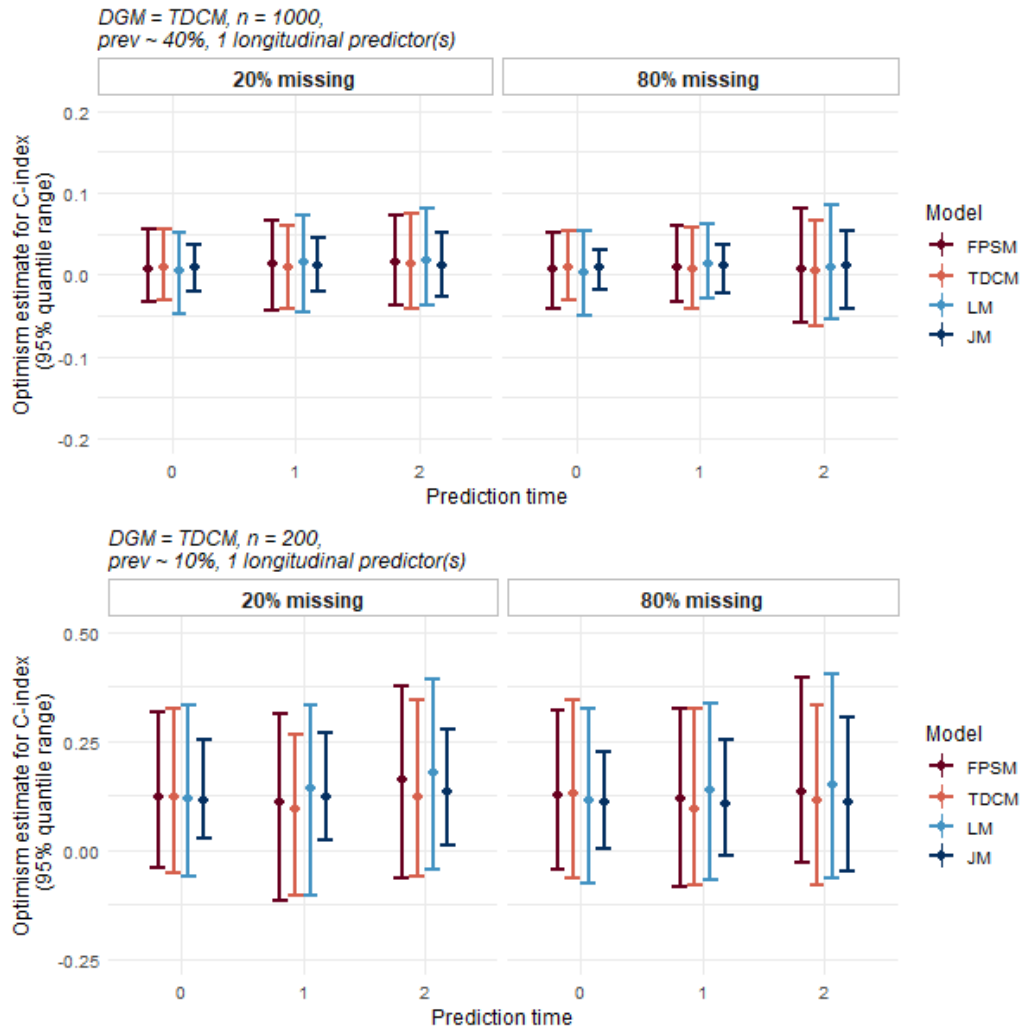 DGM = TDCM, n = 1000,
prev ~ 40%, 1 longitudinal predictor(s)
20% missing
80% missing
Optimism estimate for C-index
(95% quantile range)
0.2
0.1
0.0
-0.1
-0.2
0
1
2
0
1
2
Prediction time
Model
FPSM
TDCM
LM
JM
DGM = TDCM, n = 200,
prev ~ 10%, 1 longitudinal predictor(s)
20% missing
80% missing
Optimism estimate for C-index
(95% quantile range)
0.50
0.25
0.00
-0.25
0
1
2
0
1
2
Prediction time
Model
FPSM
TDCM
LM
JM